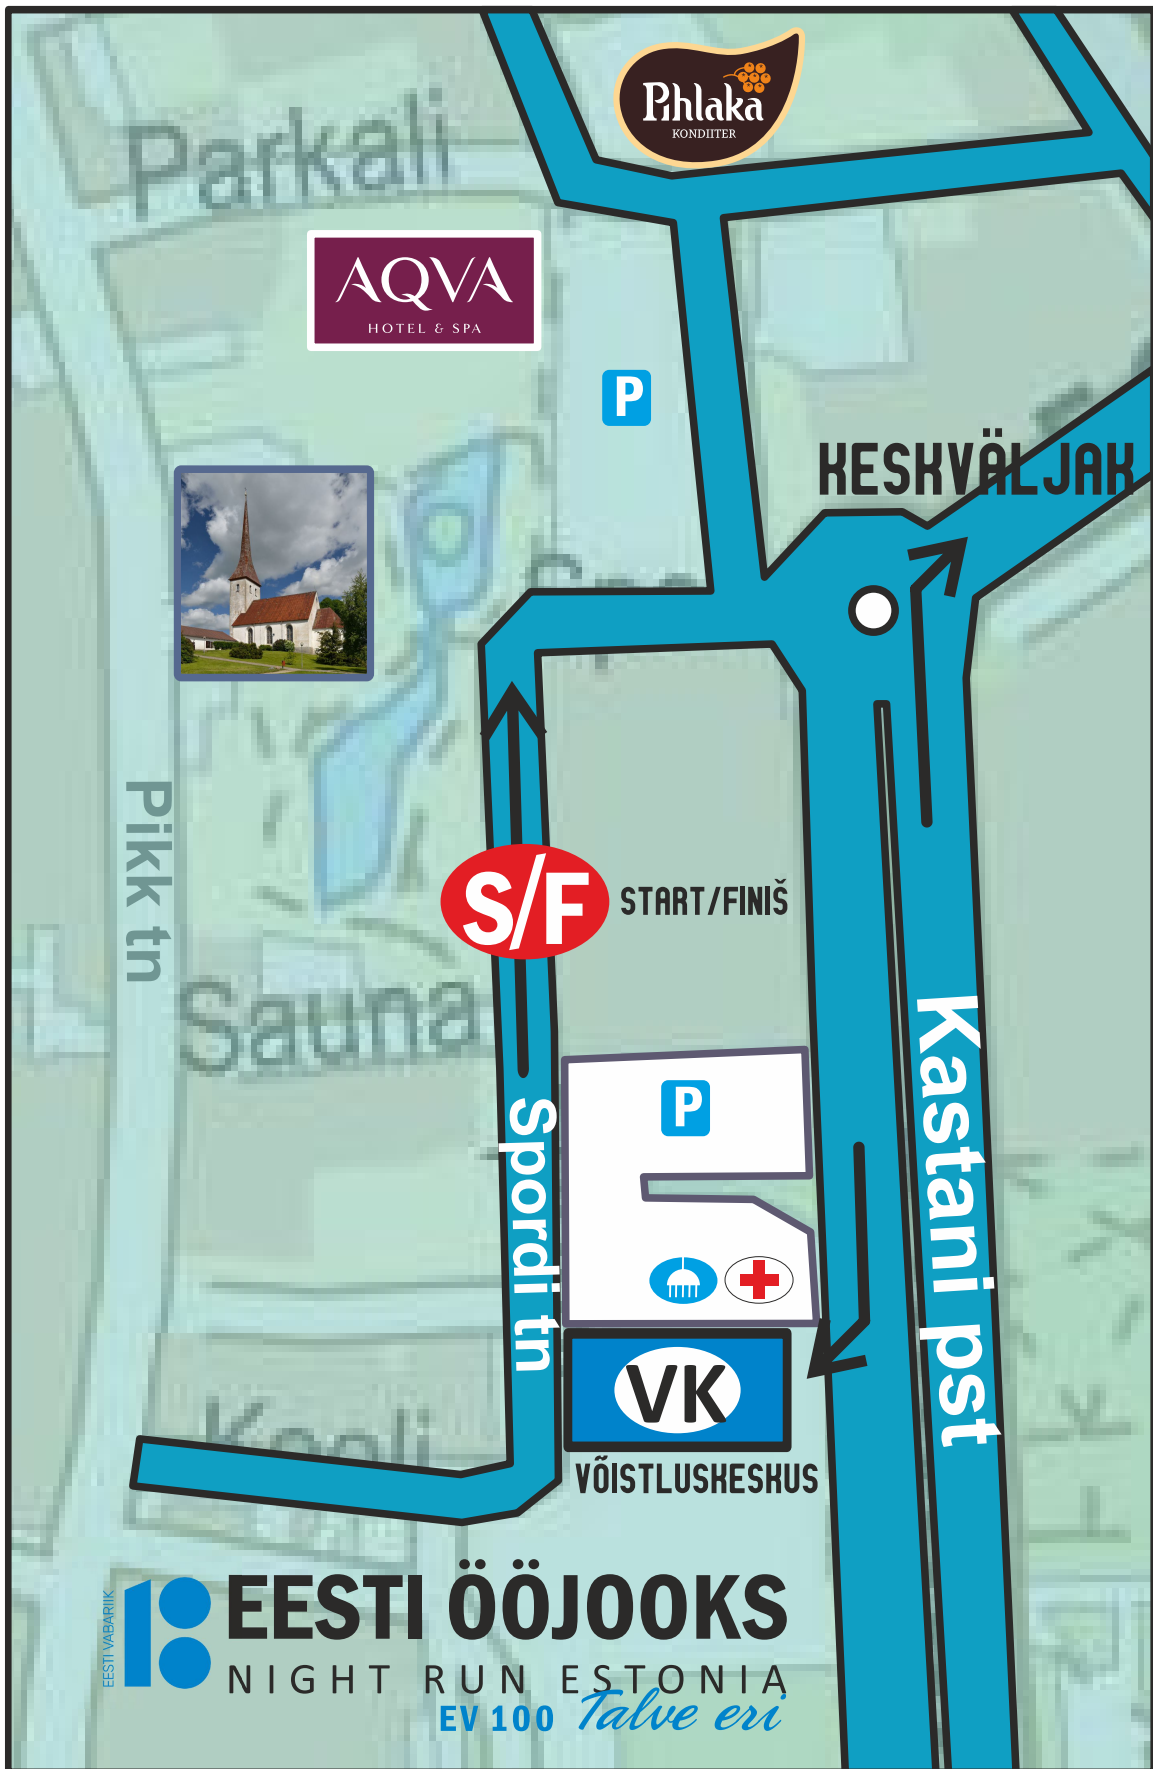 Pihlaka
KONDIITER
Parkali
AQVA
HOTEL & SPA
P
KESKVÄLJAK
Pikk tn
S/F
START/FINIŠ
Sauna
Kastani pst
P
Spordi tn
VK
VÕISTLUSKESKUS
Kooli
EESTI VABARIIK
EESTI ÖÖJOOKS
NIGHT RUN ESTONIA
EV 100 Talve eri